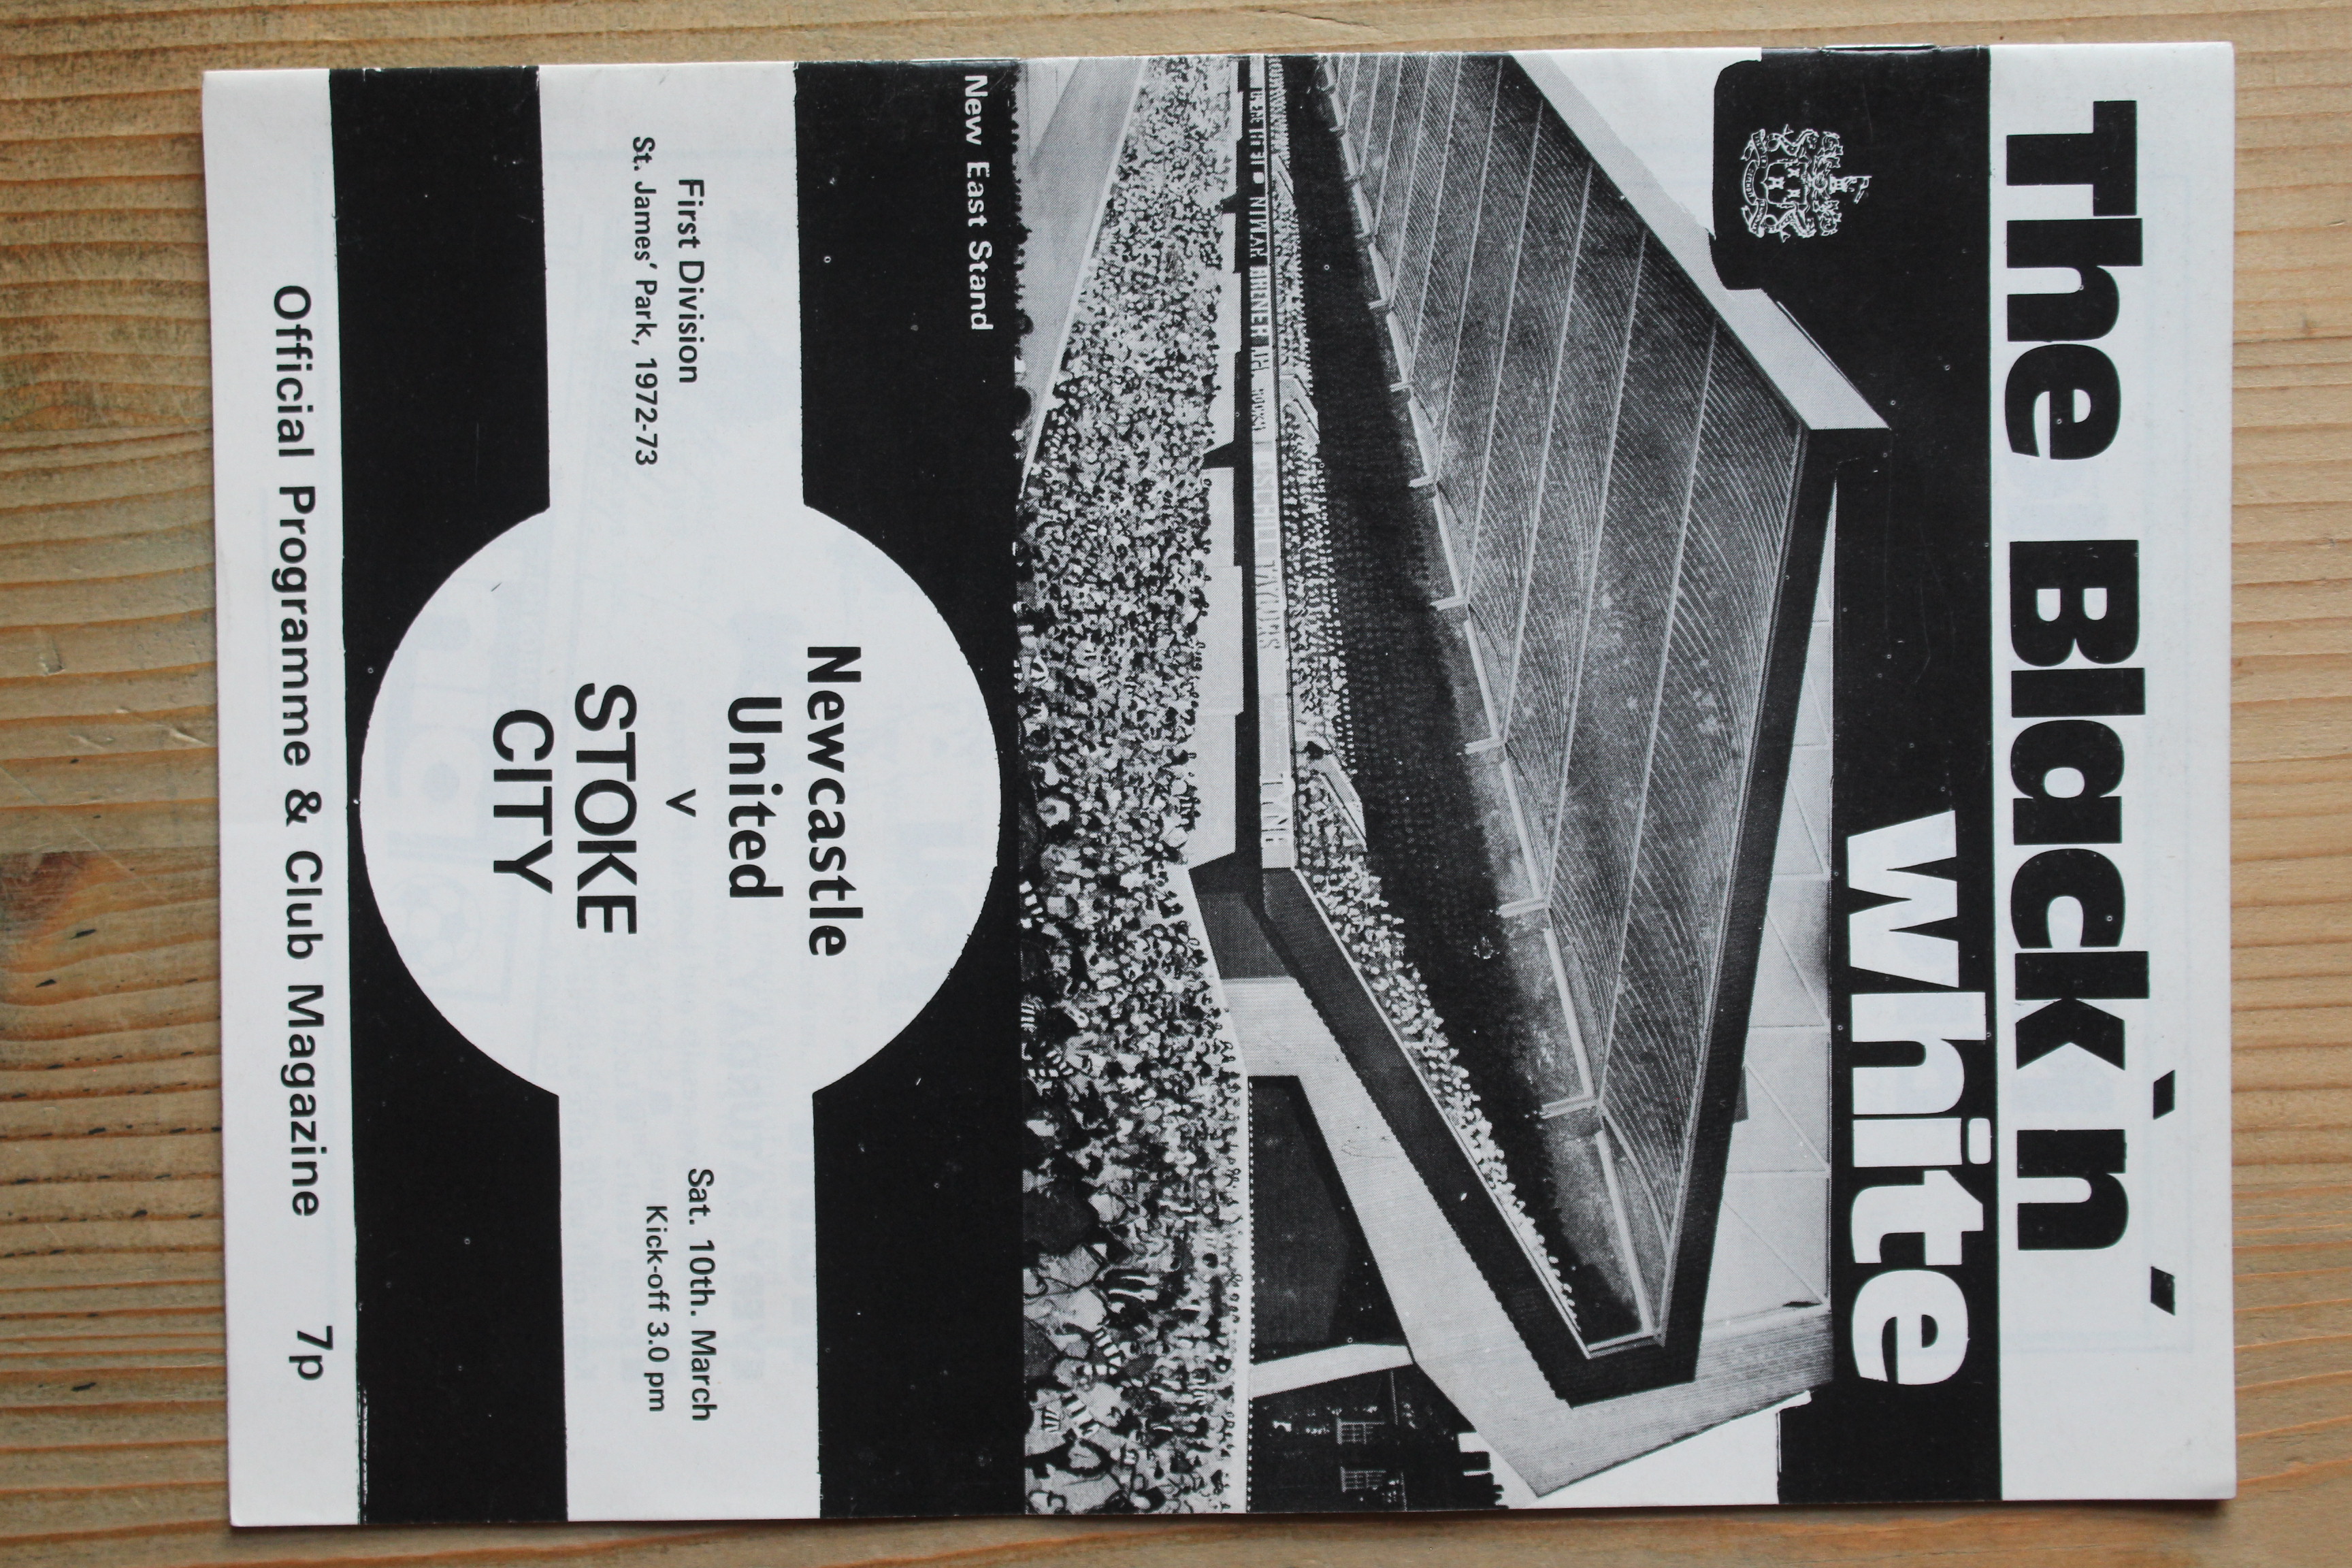 The Black 'n'
white
New East Stand
First Division
St. James' Park, 1972-73
Newcastle
United
v
STOKE
CITY
Sat. 10th. March
Kick-off 3.0 pm
Official Programme & Club Magazine 7p